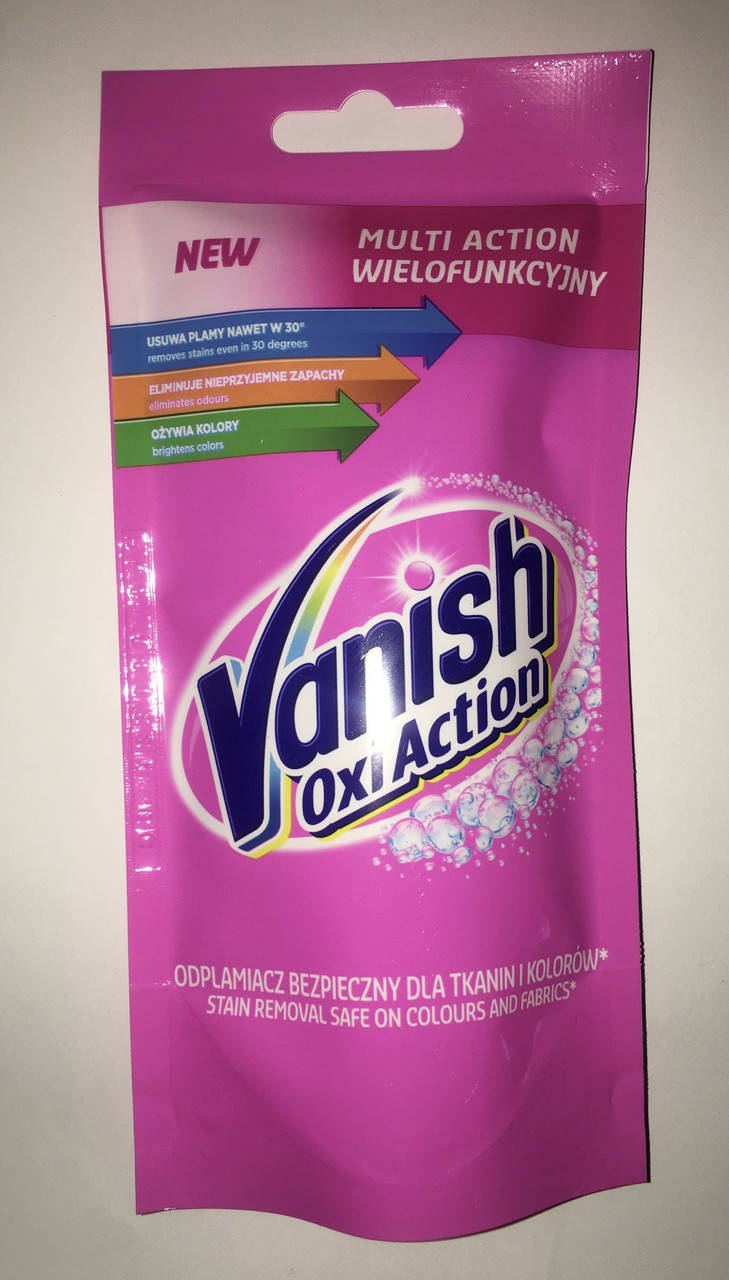 NEW
MULTI ACTION
WIELOFUNKCYJNY
USUWA PLAMY NAWET W 30°
removes stains even in 30 degrees
ELIMINUJE NIEPRZYJEMNE ZAPACHY
eliminates odours
OŻYWIA KOLORY
brightens colors
Vanish
Oxi Action
ODPLAMIACZ BEZPIECZNY DLA TKANIN I KOLORÓW*
STAIN REMOVAL SAFE ON COLOURS AND FABRICS*